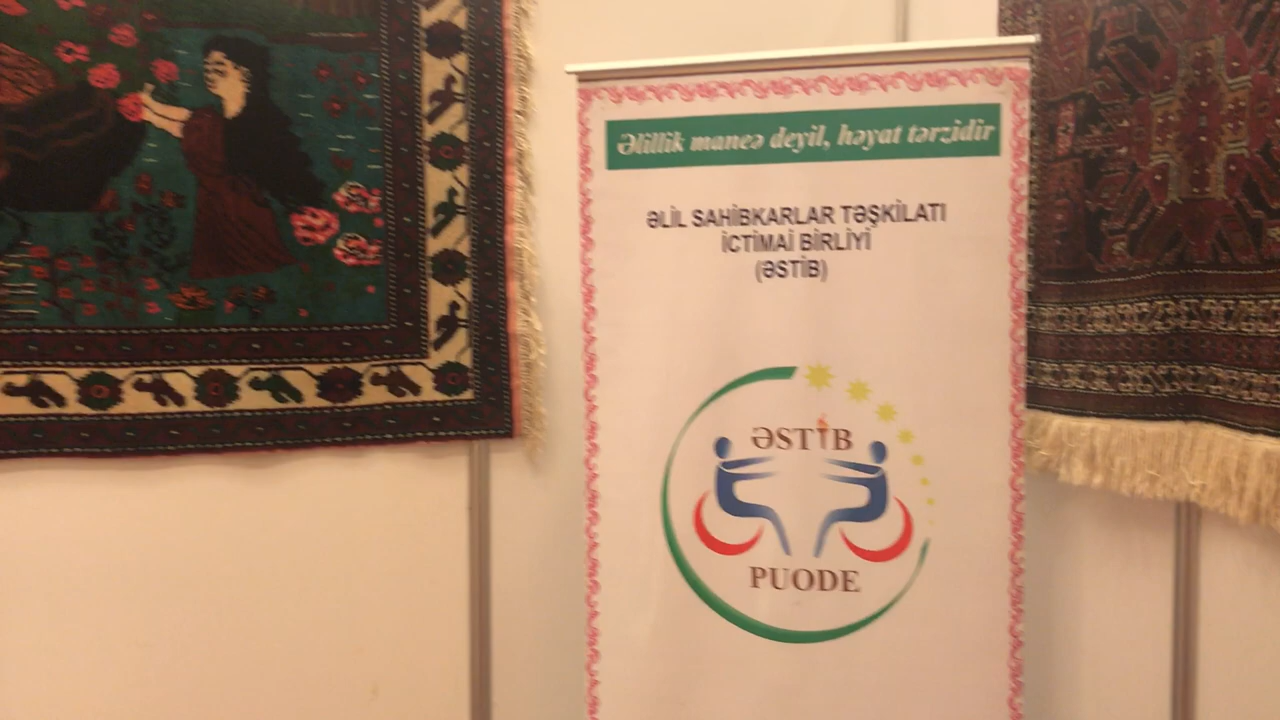 Əlillik maneə deyil, həyat tərzidir
ƏLİL SAHİBKARLAR TƏŞKİLATI
İCTİMAİ BİRLİYİ
(ƏSTİB)
ƏSTİB
PUODE